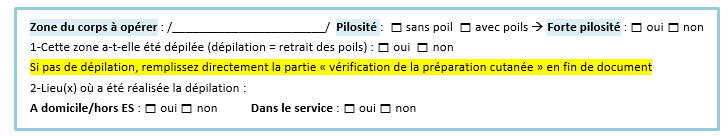 Zone du corps à opérer : /________________________/ Pilosité : ☐ sans poil ☐ avec poils → Forte pilosité : ☐ oui ☐ non
1-Cette zone a-t-elle été dépilée (dépilation = retrait des poils) : ☐ oui ☐ non
Si pas de dépilation, remplissez directement la partie « vérification de la préparation cutanée » en fin de document
2-Lieu(x) où a été réalisée la dépilation :
A domicile/hors ES : ☐ oui ☐ non Dans le service : ☐ oui ☐ non